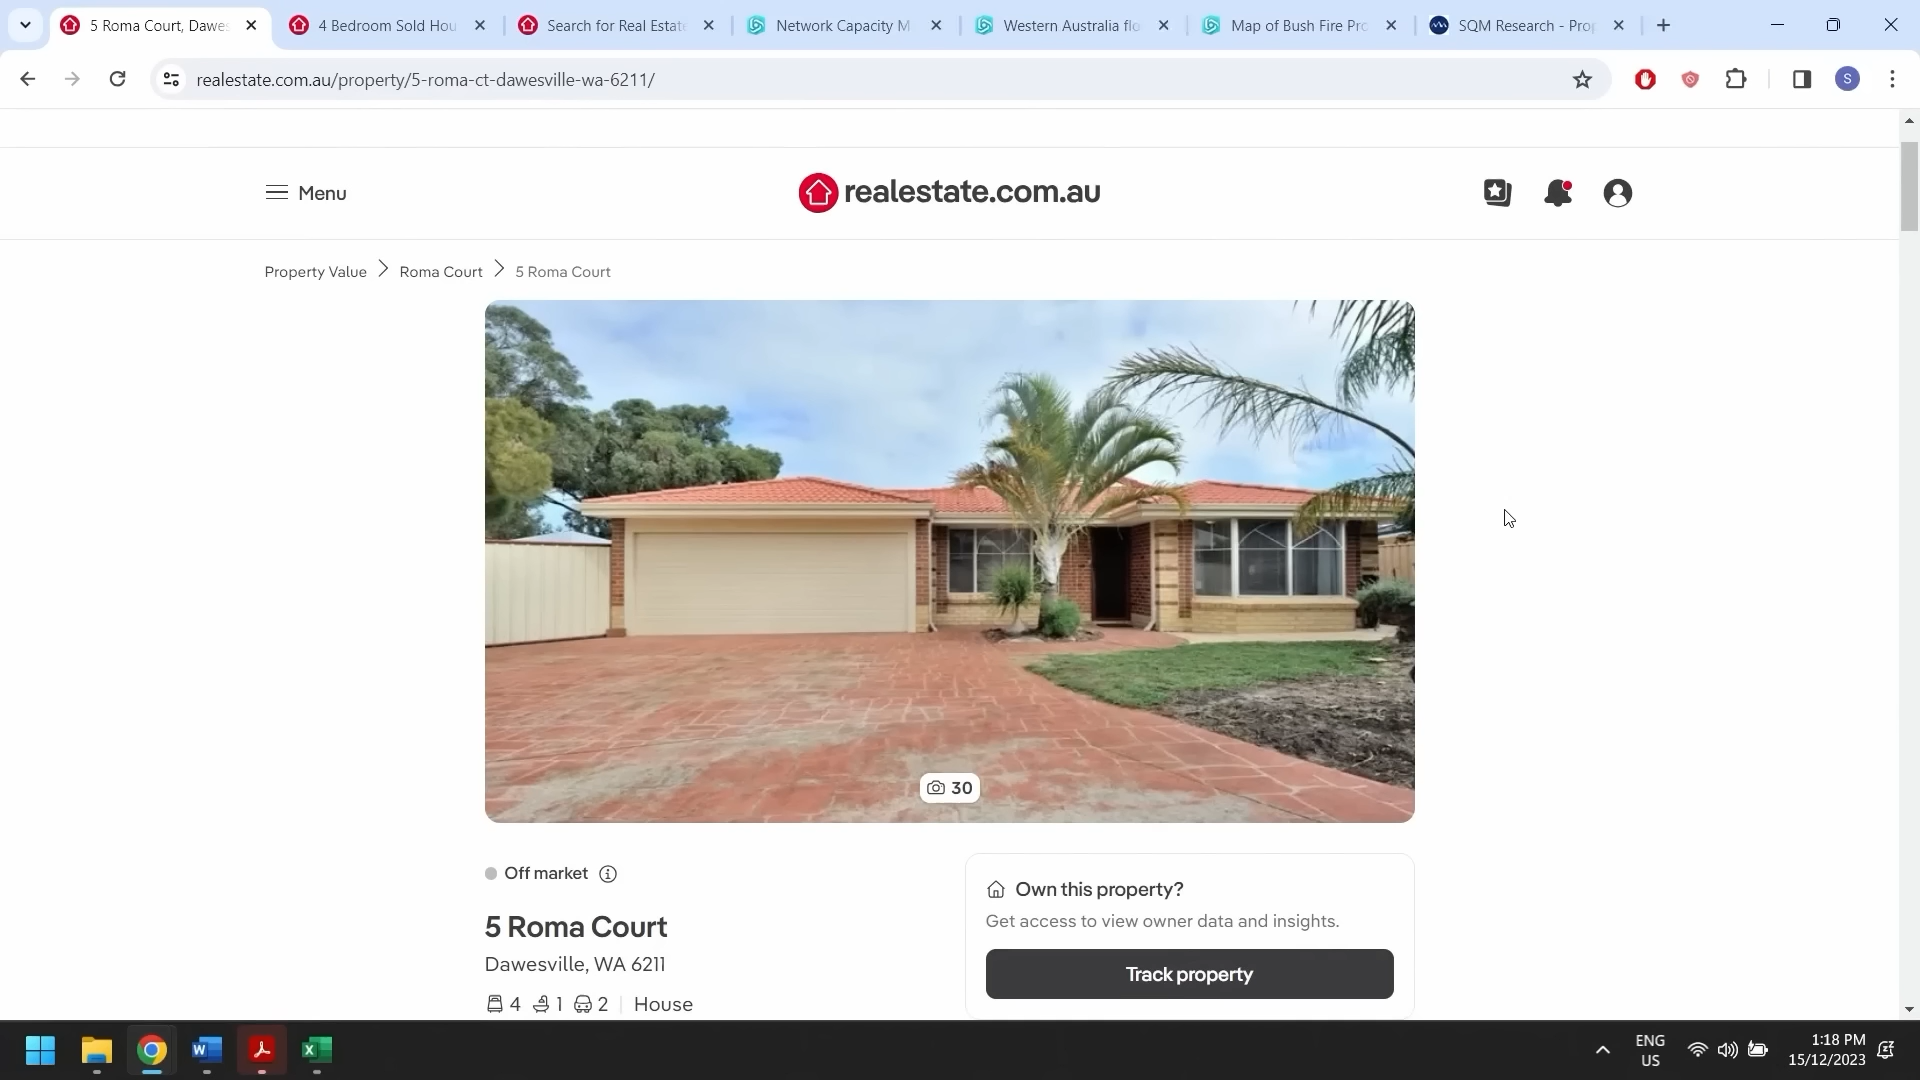 5 Roma Court, Dawes
4 Bedroom Sold Hou
Search for Real Estate
Network Capacity M
Western Australia flo
Map of Bush Fire Pro
SQM Research - Prop
realestate.com.au/property/5-roma-ct-dawesville-wa-6211/
S
Menu
realestate.com.au
Property Value
Roma Court
5 Roma Court
30
Off market
5 Roma Court
Dawesville, WA 6211
4 1 2 House
Own this property?
Get access to view owner data and insights.
Track property
ENG
US
1:18 PM
15/12/2023